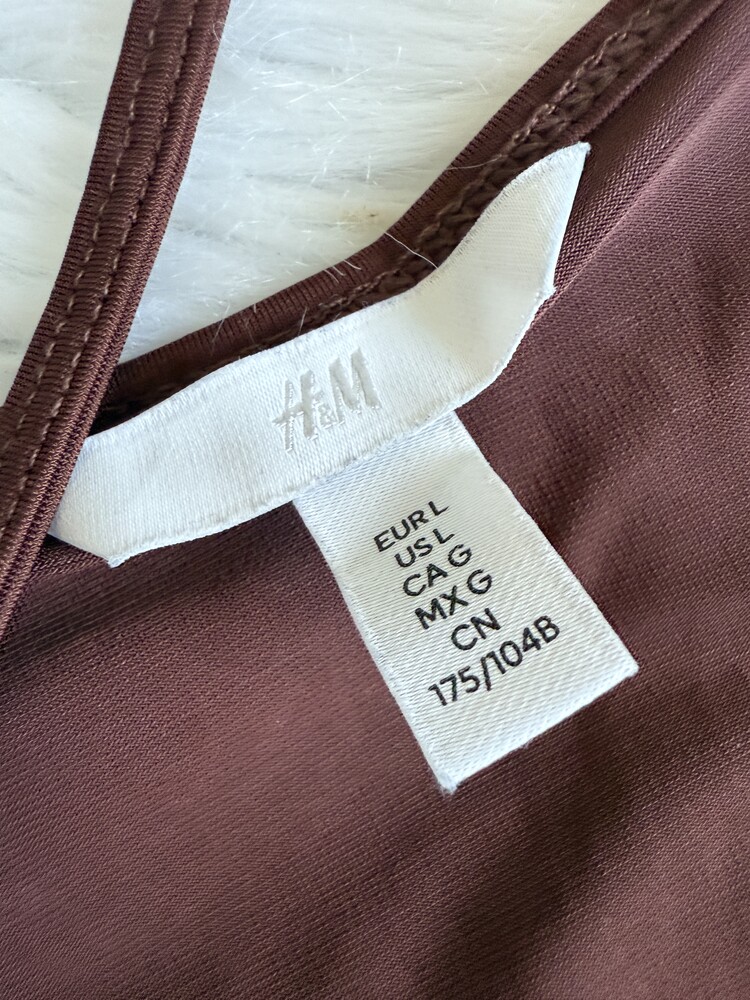 H&M
EUR L
US L
CA G
MX G
CN
175/104B